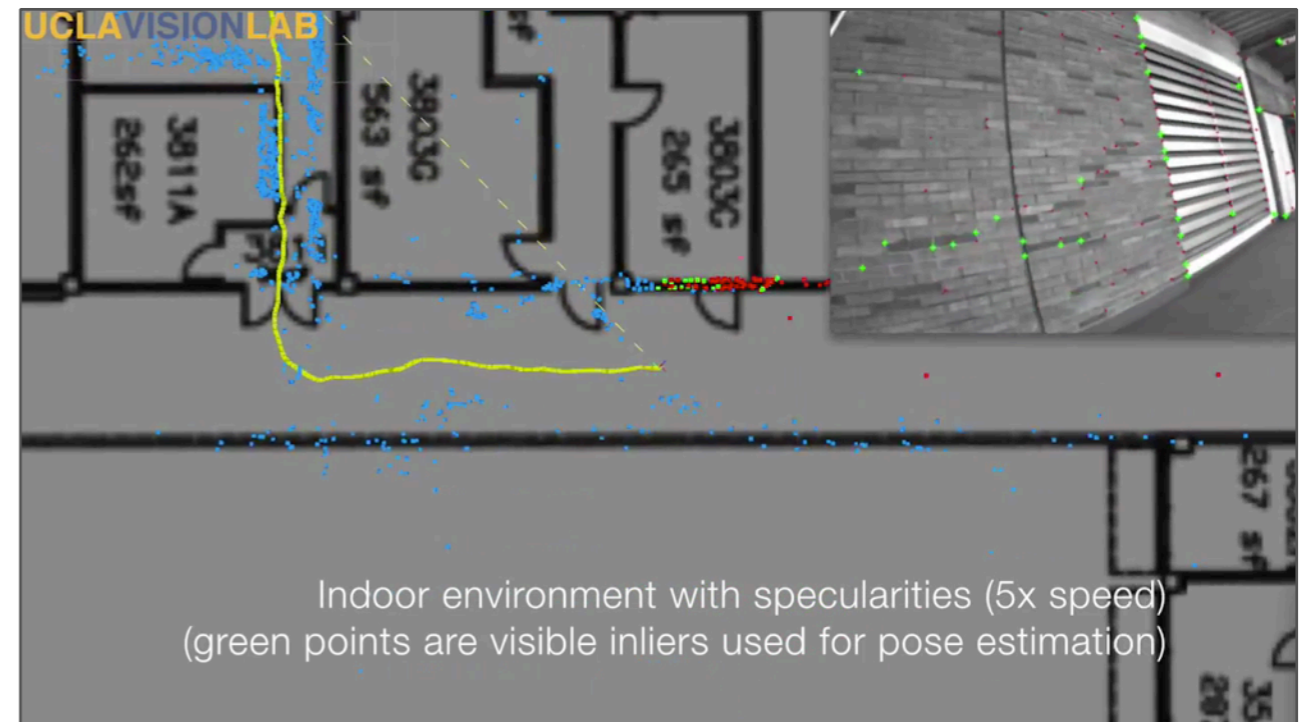 UCLAVISIONLAB
3811A
262sf
563 sf
3803C
265 sf
267 sf
Indoor environment with specularities (5x speed)
(green points are visible inliers used for pose estimation)